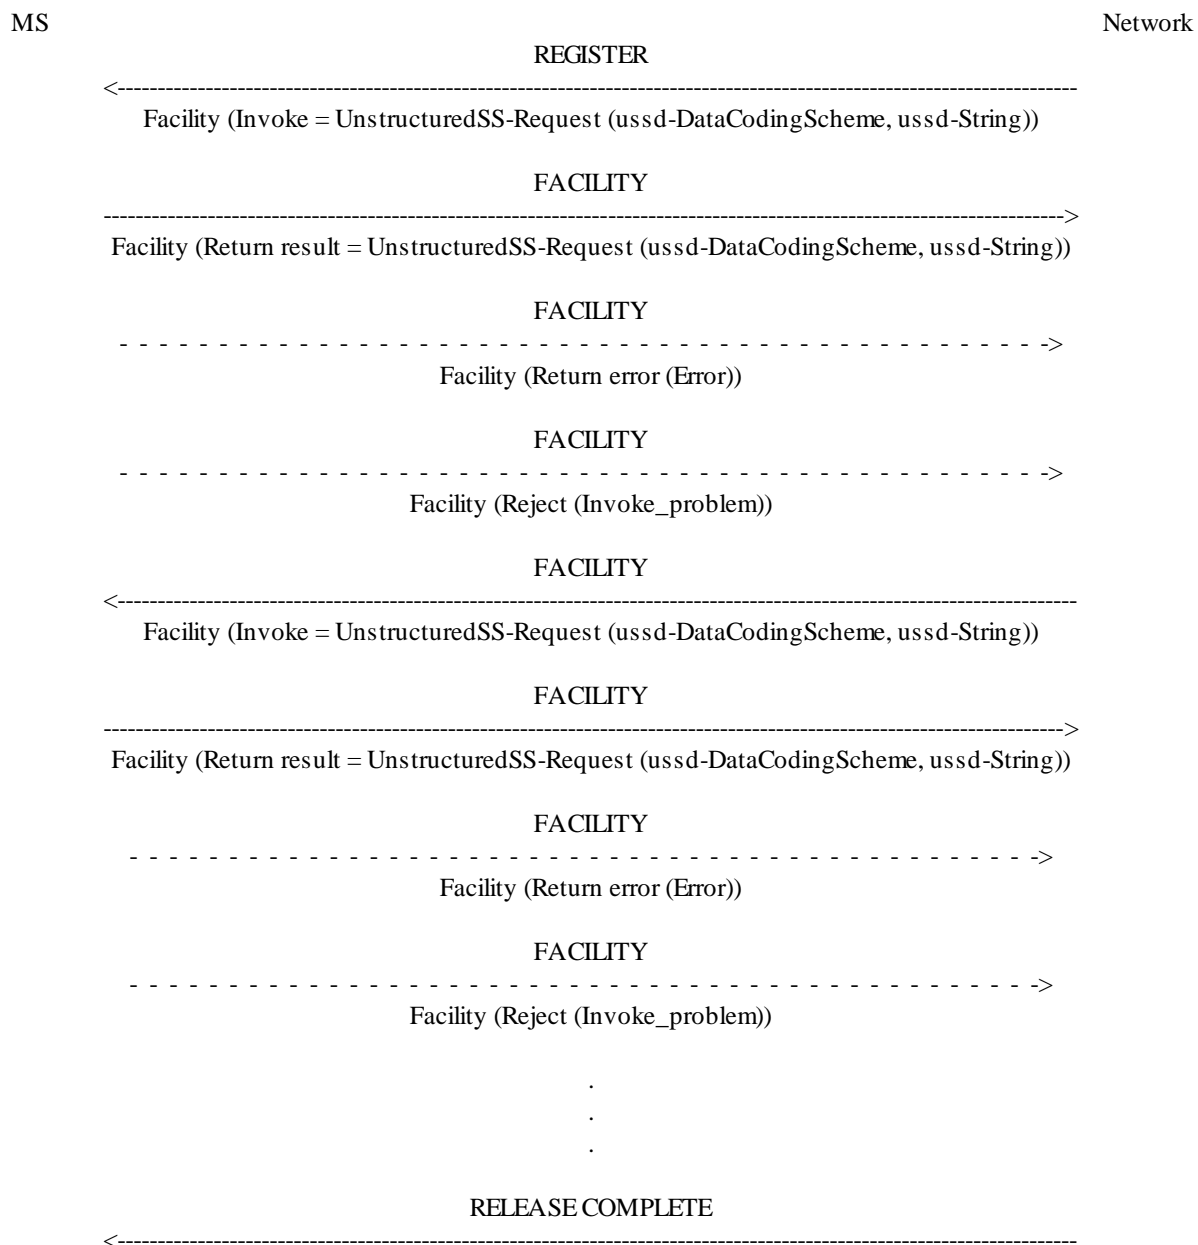 MS Network
REGISTER
<------------------------------------------------------------------------------------------------------------------------
Facility (Invoke = UnstructuredSS-Request (ussd-DataCodingScheme, ussd-String))
FACILITY
------------------------------------------------------------------------------------------------------------------------>
Facility (Return result = UnstructuredSS-Request (ussd-DataCodingScheme, ussd-String))
FACILITY
- - - - - - - - - - - - - - - - - - - - - - - - - - - - - - - - - - - - - - - - - - - - - - ->
Facility (Return error (Error))
FACILITY
- - - - - - - - - - - - - - - - - - - - - - - - - - - - - - - - - - - - - - - - - - - - - - ->
Facility (Reject (Invoke_problem))
FACILITY
<------------------------------------------------------------------------------------------------------------------------
Facility (Invoke = UnstructuredSS-Request (ussd-DataCodingScheme, ussd-String))
FACILITY
------------------------------------------------------------------------------------------------------------------------>
Facility (Return result = UnstructuredSS-Request (ussd-DataCodingScheme, ussd-String))
FACILITY
- - - - - - - - - - - - - - - - - - - - - - - - - - - - - - - - - - - - - - - - - - - - - ->
Facility (Return error (Error))
FACILITY
- - - - - - - - - - - - - - - - - - - - - - - - - - - - - - - - - - - - - - - - - - - - - ->
Facility (Reject (Invoke_problem))
.
.
.
RELEASE COMPLETE
<------------------------------------------------------------------------------------------------------------------------